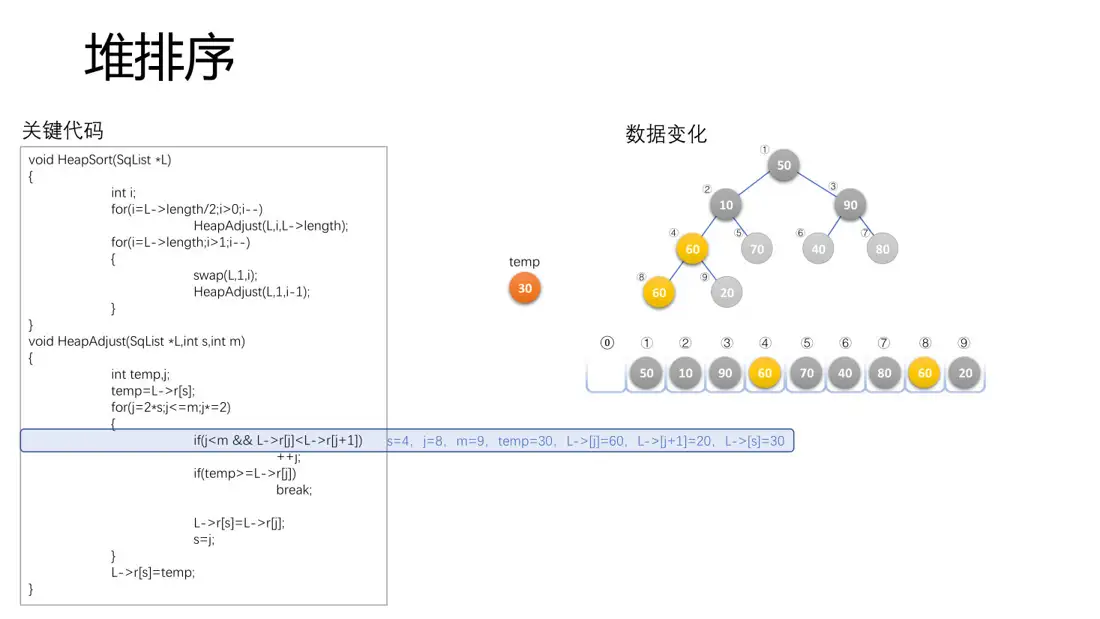 堆排序
关键代码
void HeapSort(SqList *L)
{
int i;
for(i=L->length/2;i>0;i--)
HeapAdjust(L,i,L->length);
for(i=L->length;i>1;i--)
{
swap(L,1,i);
HeapAdjust(L,1,i-1);
}
}
void HeapAdjust(SqList *L,int s,int m)
{
int temp,j;
temp=L->r[s];
for(j=2*s;j<=m;j*=2)
{
if(j<m && L->r[j]<L->r[j+1]) s=4, j=8, m=9, temp=30, L->[j]=60, L->[j+1]=20, L->[s]=30
++j;
if(temp>=L->r[j])
break;
L->r[s]=L->r[j];
s=j;
}
L->r[s]=temp;
}
数据变化
① 50
② 10 ③ 90
④ 60 ⑤ 70 ⑥ 40 ⑦ 80
⑧ 60 ⑨ 20
temp
30
⓪ ① ② ③ ④ ⑤ ⑥ ⑦ ⑧ ⑨
50 10 90 60 70 40 80 60 20